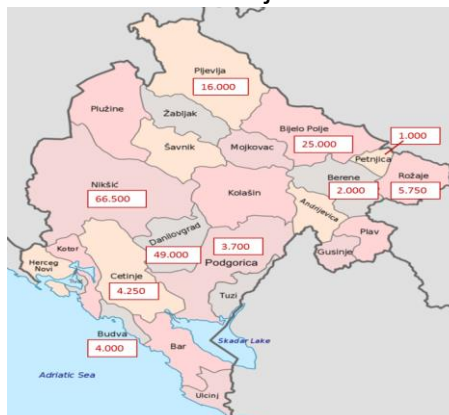 Pljevlja
16.000
Plužine
Žabljak
Bijelo Polje
25.000
1.000
Šavnik
Mojkovac
Petnjica
Berene
2.000
Rožaje
5.750
Nikšić
66.500
Kolašin
Andrijevica
Danilovgrad
49.000
3.700
Podgorica
Plav
Gusinje
Kotor
Herceg
Novi
Cetinje
4.250
Tuzi
Budva
4.000
Bar
Skadar Lake
Adriatic Sea
Ulcinj